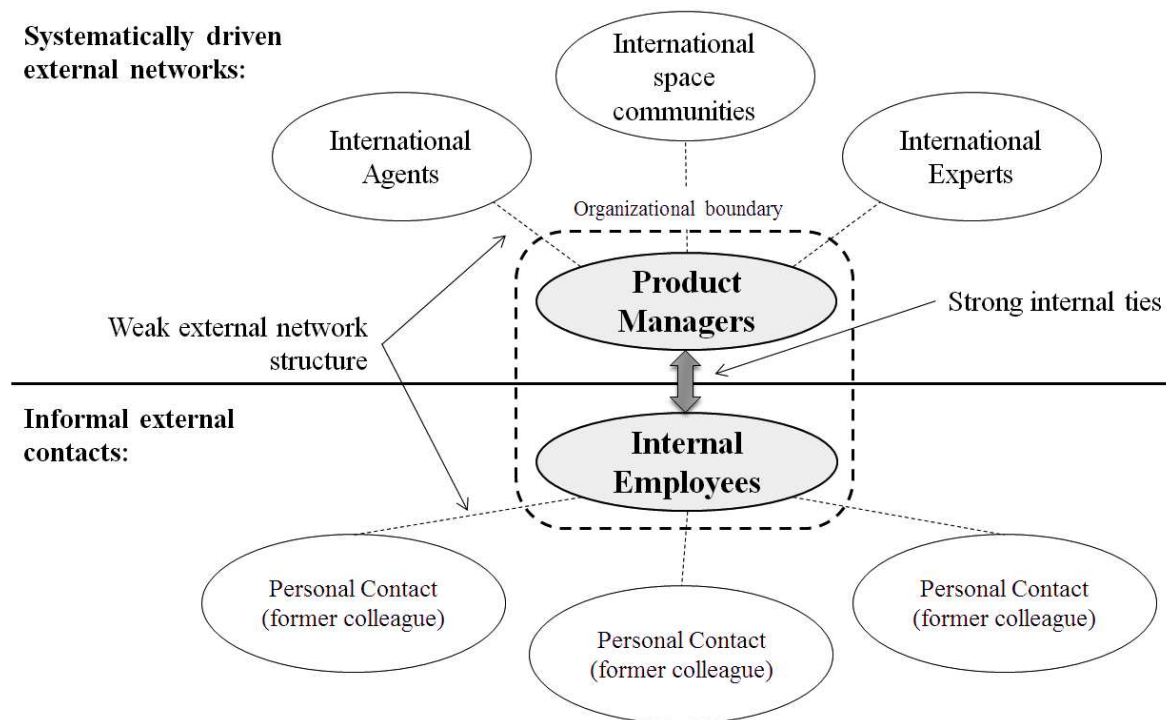 Systematically driven
external networks:
International
space
communities
International
Agents
International
Experts
Organizational boundary
Product
Managers
Strong internal ties
Weak external network
structure
Informal external
contacts:
Internal
Employees
Personal Contact
(former colleague)
Personal Contact
(former colleague)
Personal Contact
(former colleague)